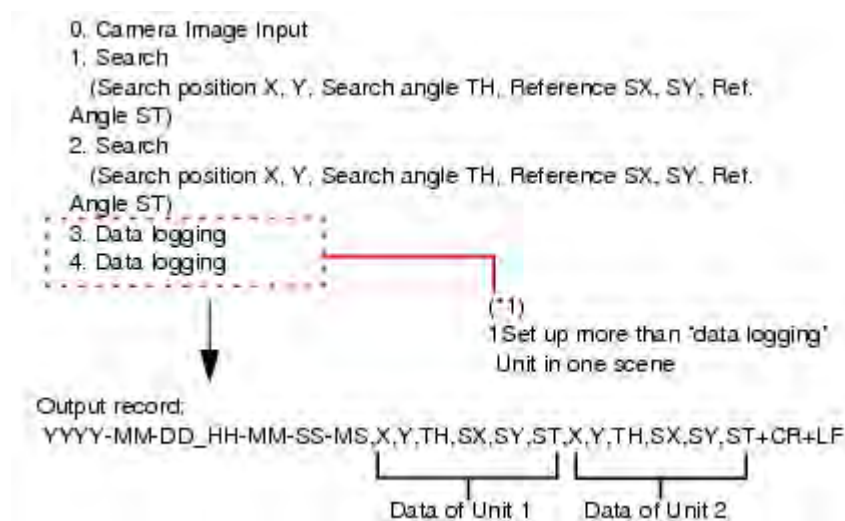 0. Camera Image Input
1. Search
(Search position X, Y, Search angle TH, Reference SX, SY, Ref.
Angle ST)
2. Search
(Search position X, Y, Search angle TH, Reference SX, SY, Ref.
Angle ST)
3. Data logging
4. Data logging
(*1)
1Set up more than "data logging"
Unit in one scene
Output record:
YYYY-MM-DD_HH-MM-SS-MS,X,Y,TH,SX,SY,ST,X,Y,TH,SX,SY,ST+CR+LF
Data of Unit 1 Data of Unit 2